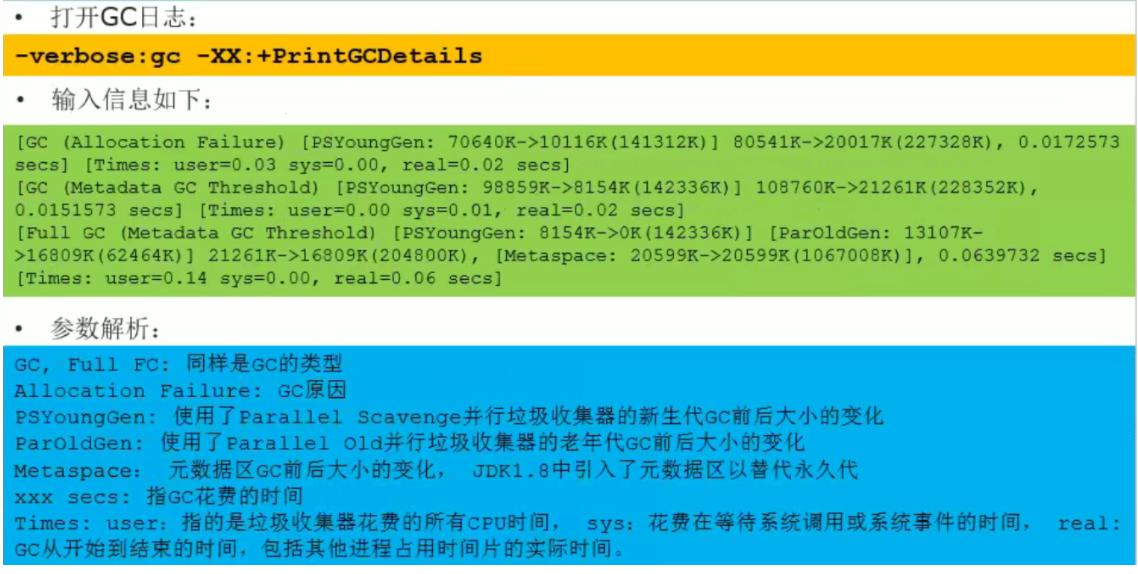 • 打开GC日志：
-verbose:gc -XX:+PrintGCDetails
• 输入信息如下：
[GC (Allocation Failure) [PSYoungGen: 70640K->10116K(141312K)] 80541K->20017K(227328K), 0.0172573
secs] [Times: user=0.03 sys=0.00, real=0.02 secs]
[GC (Metadata GC Threshold) [PSYoungGen: 98859K->8154K(142336K)] 108760K->21261K(228352K),
0.0151573 secs] [Times: user=0.00 sys=0.01, real=0.02 secs]
[Full GC (Metadata GC Threshold) [PSYoungGen: 8154K->0K(142336K)] [ParOldGen: 13107K-
>16809K(62464K)] 21261K->16809K(204800K), [Metaspace: 20599K->20599K(1067008K)], 0.0639732 secs]
[Times: user=0.14 sys=0.00, real=0.06 secs]
• 参数解析：
GC, Full FC: 同样是GC的类型
Allocation Failure: GC原因
PSYoungGen: 使用了Parallel Scavenge并行垃圾收集器的新生代GC前后大小的变化
ParOldGen: 使用了Parallel Old并行垃圾收集器的老年代GC前后大小的变化
Metaspace： 元数据区GC前后大小的变化， JDK1.8中引入了元数据区以替代永久代
xxx secs: 指GC花费的时间
Times: user：指的是垃圾收集器花费的所有CPU时间， sys：花费在等待系统调用或系统事件的时间， real:
GC从开始到结束的时间，包括其他进程占用时间片的实际时间。